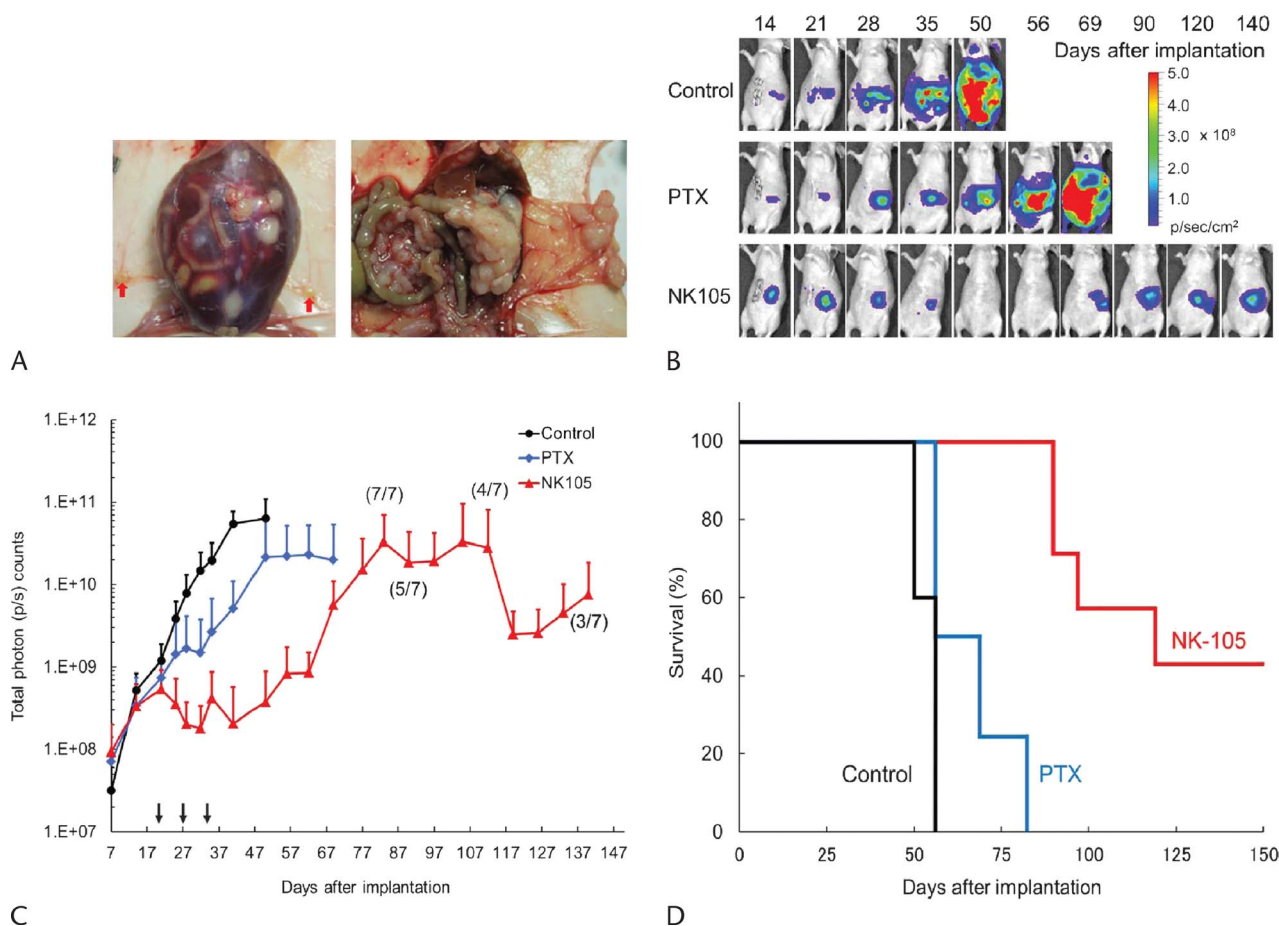 A
14 21 28 35 50 56 69 90 120 140
Days after implantation
Control
PTX
NK105
5.0
4.0
3.0
2.0
1.0
x 10⁸
p/sec/cm²
B
1.E+12
1.E+11
1.E+10
1.E+09
1.E+08
1.E+07
Total photon (p/s) counts
Control
PTX
NK105
(7/7)
(4/7)
(5/7)
(3/7)
7 17 27 37 47 57 67 77 87 97 107 117 127 137 147
Days after implantation
C
100
80
60
40
20
0
Survival (%)
NK-105
Control
PTX
0 25 50 75 100 125 150
Days after implantation
D